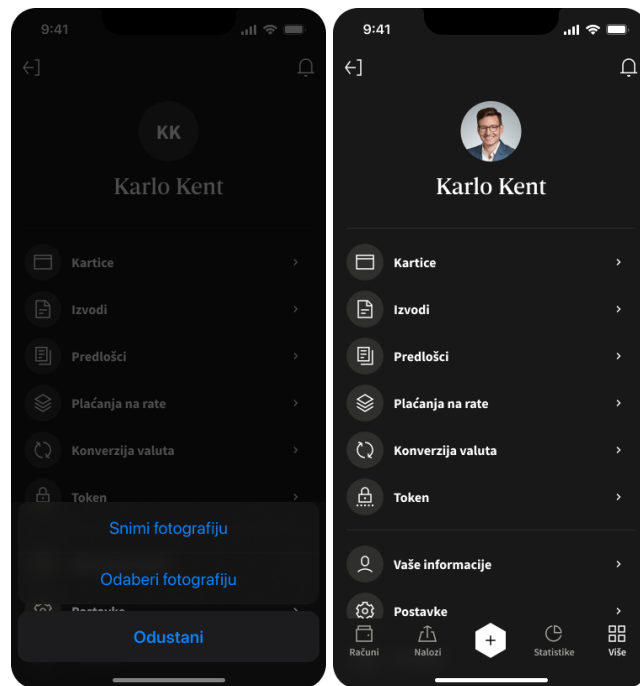 9:41
KK
Karlo Kent
Kartice
Izvodi
Predlošci
Plaćanja na rate
Konverzija valuta
Token
Snimi fotografiju
Odaberi fotografiju
Postavke
Odustani
9:41
Karlo Kent
Kartice
Izvodi
Predlošci
Plaćanja na rate
Konverzija valuta
Token
Vaše informacije
Postavke
Računi
Nalozi
Statistike
Više